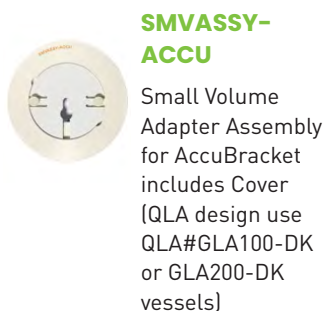 SMVASSY-
ACCU
Small Volume
Adapter Assembly
for AccuBracket
includes Cover
(QLA design use
QLA#GLA100-DK
or GLA200-DK
vessels)